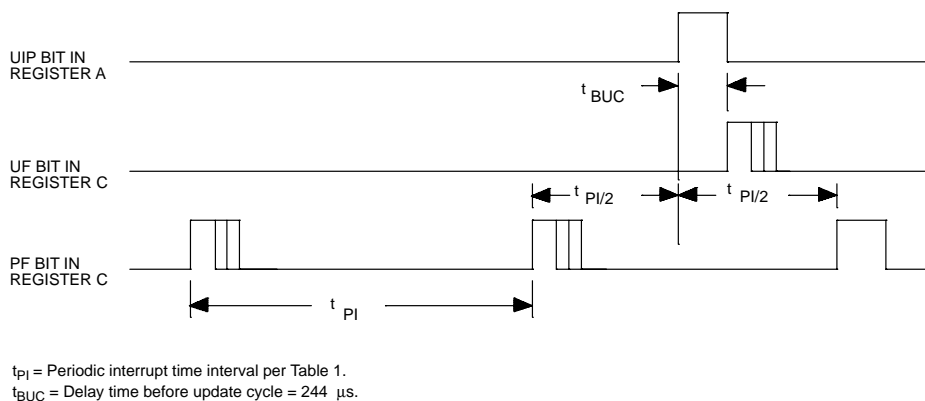 UIP BIT IN
REGISTER A
t BUC
UF BIT IN
REGISTER C
t PI/2
t PI/2
PF BIT IN
REGISTER C
t PI
tPI = Periodic interrupt time interval per Table 1.
tBUC = Delay time before update cycle = 244 μs.